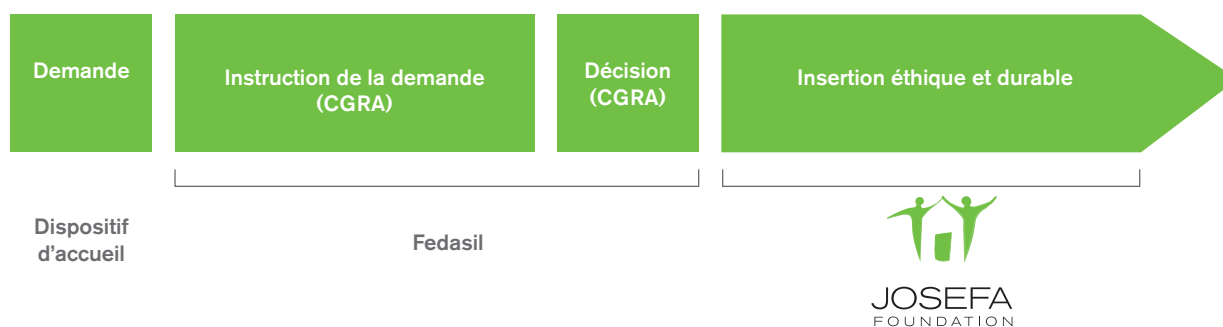 Demande
Instruction de la demande
(CGRA)
Décision
(CGRA)
Insertion éthique et durable
Dispositif
d'accueil
Fedasil
JOSEFA
FOUNDATION